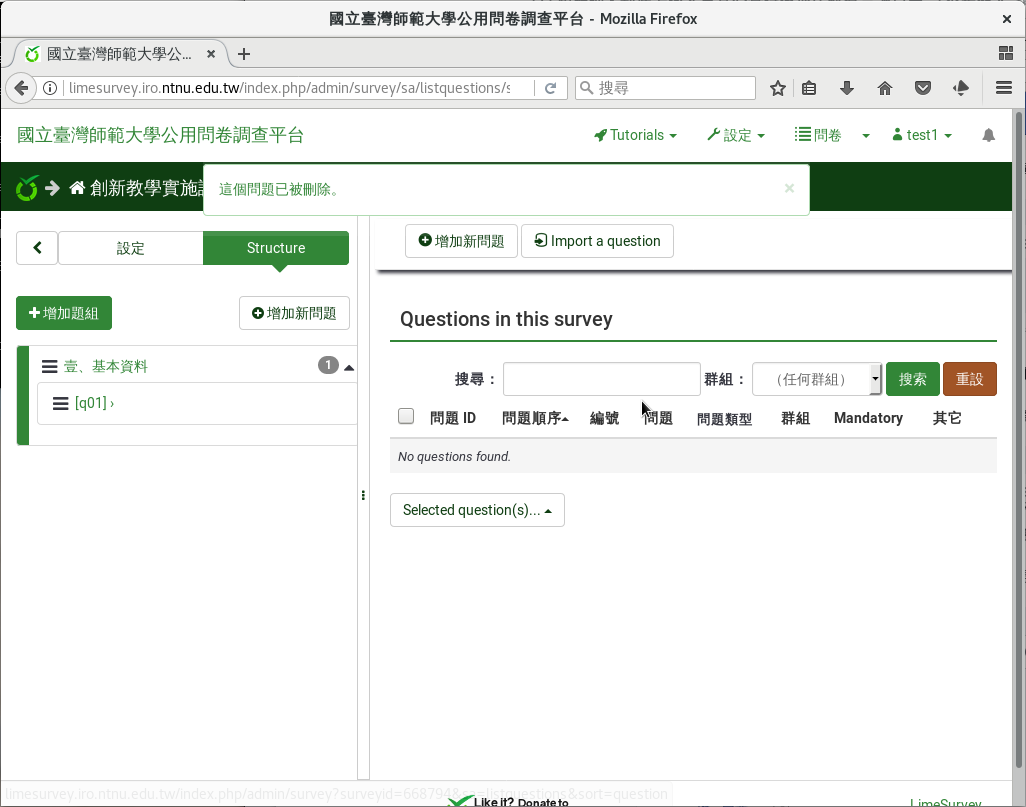 國立臺灣師範大學公用問卷調查平台 - Mozilla Firefox
國立臺灣師範大學公...
limesurvey.iro.ntnu.edu.tw/index.php/admin/survey/sa/listquestions/s
搜尋
國立臺灣師範大學公用問卷調查平台
Tutorials
設定
問卷
test1
創新教學實施
這個問題已被刪除。
×
設定
Structure
增加新問題
Import a question
增加題組
增加新問題
Questions in this survey
壹、基本資料
1
[q01] ›
搜尋：
群組：
（任何群組）
搜索
重設
問題 ID
問題順序
編號
問題
問題類型
群組
Mandatory
其它
No questions found.
Selected question(s)...
limesurvey.iro.ntnu.edu.tw/index.php/admin/survey?surveyid=668794&sa=listquestions&sort=question
Like it? Donate to
LimeSurvey